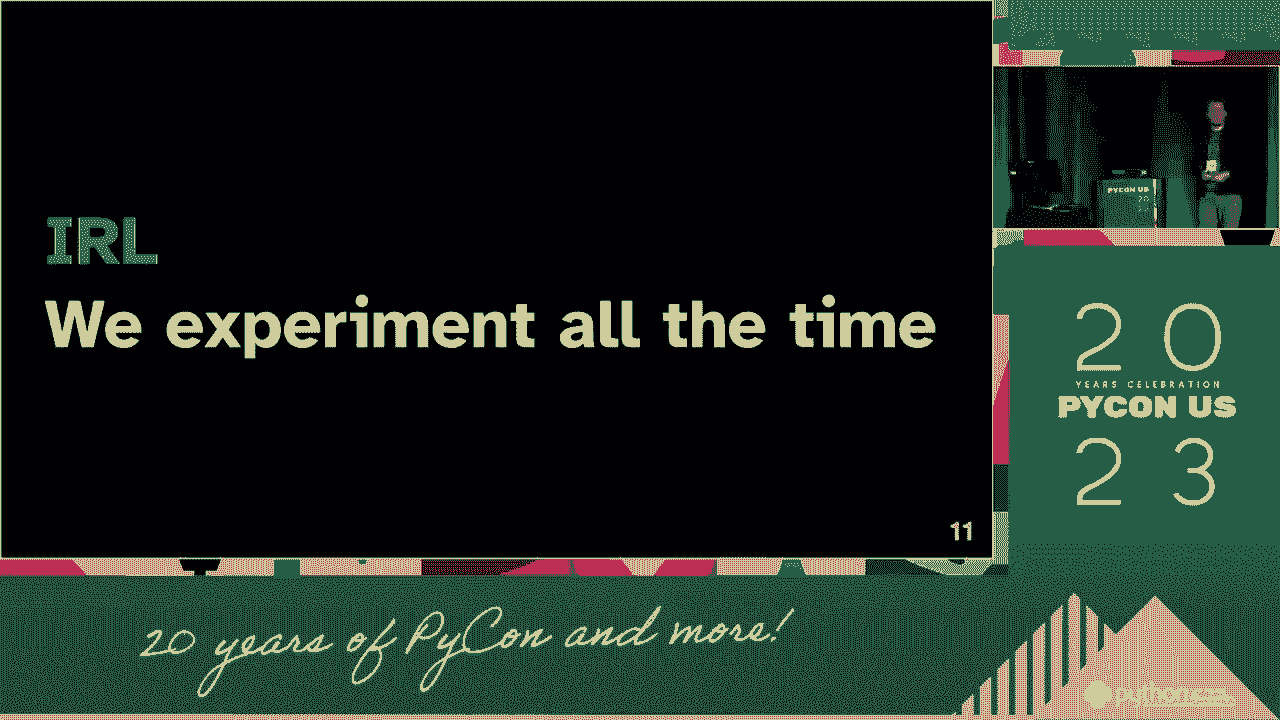 IRL
We experiment all the time
11
PYCON US
20
20
YEARS CELEBRATION
PYCON US
23
20 years of PyCon and more!